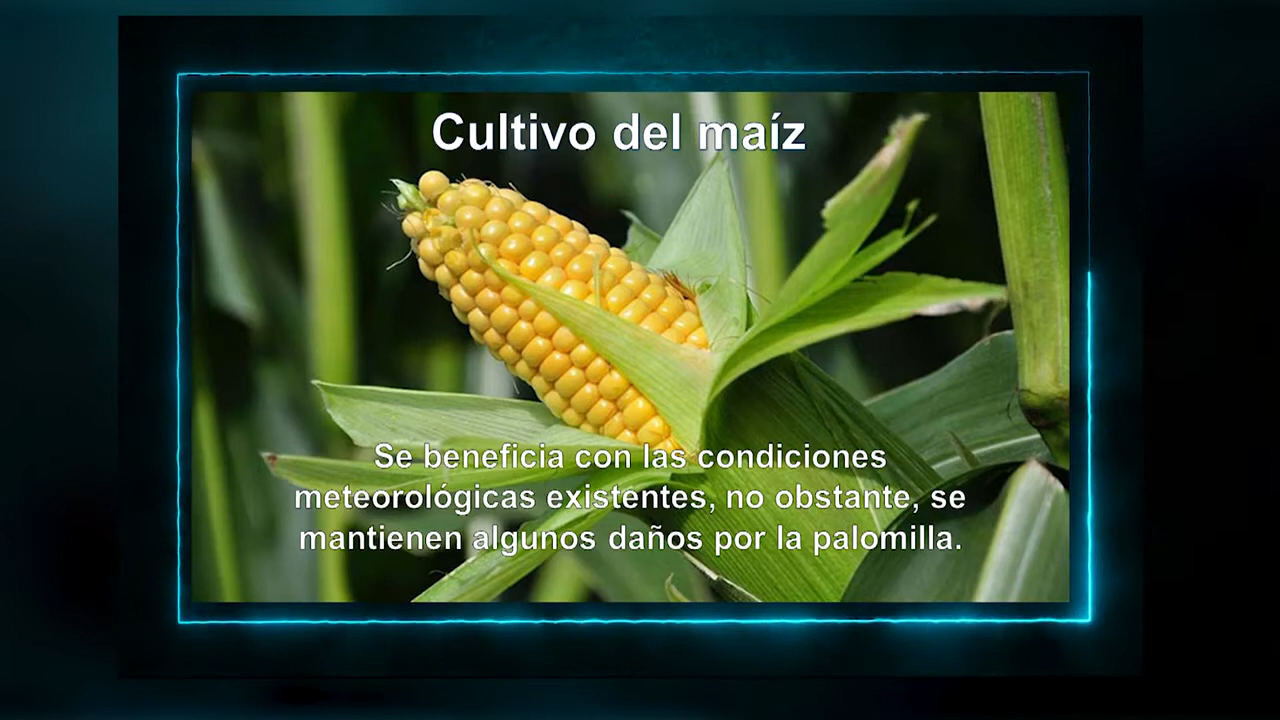 Cultivo del maíz
Se beneficia con las condiciones
meteorológicas existentes, no obstante, se
mantienen algunos daños por la palomilla.